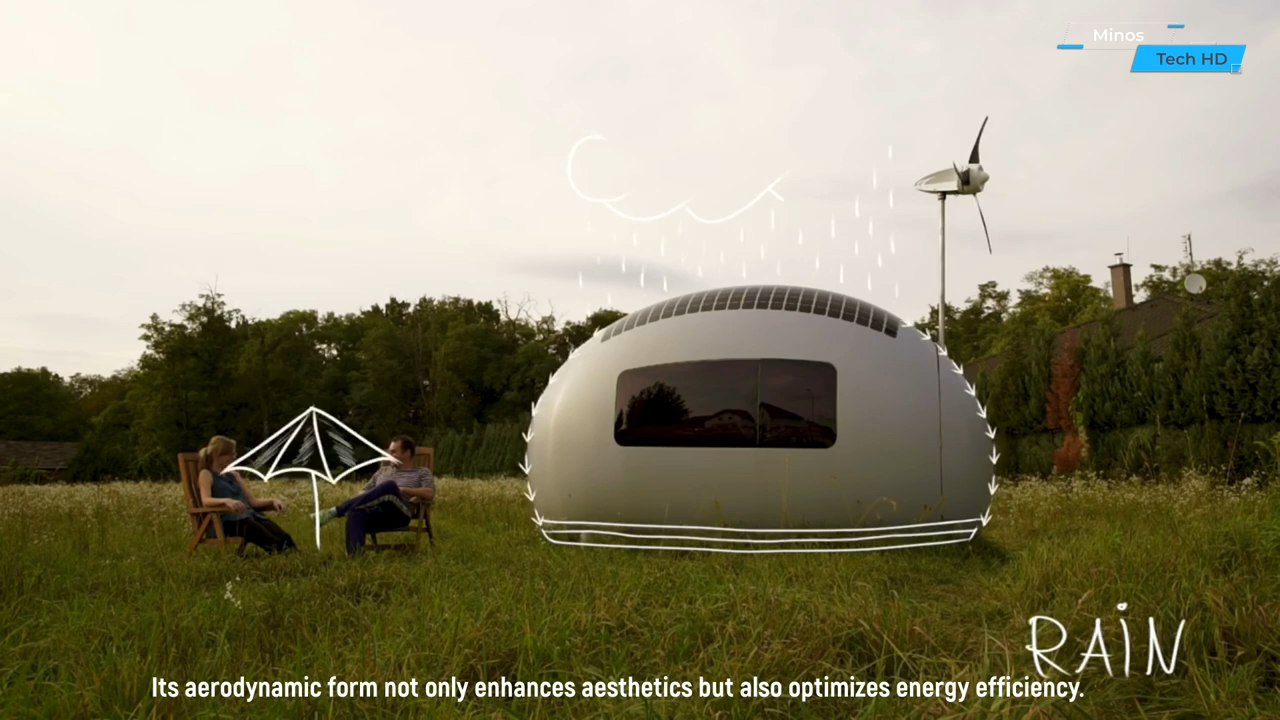 Minos
Tech HD
RAIN
Its aerodynamic form not only enhances aesthetics but also optimizes energy efficiency.